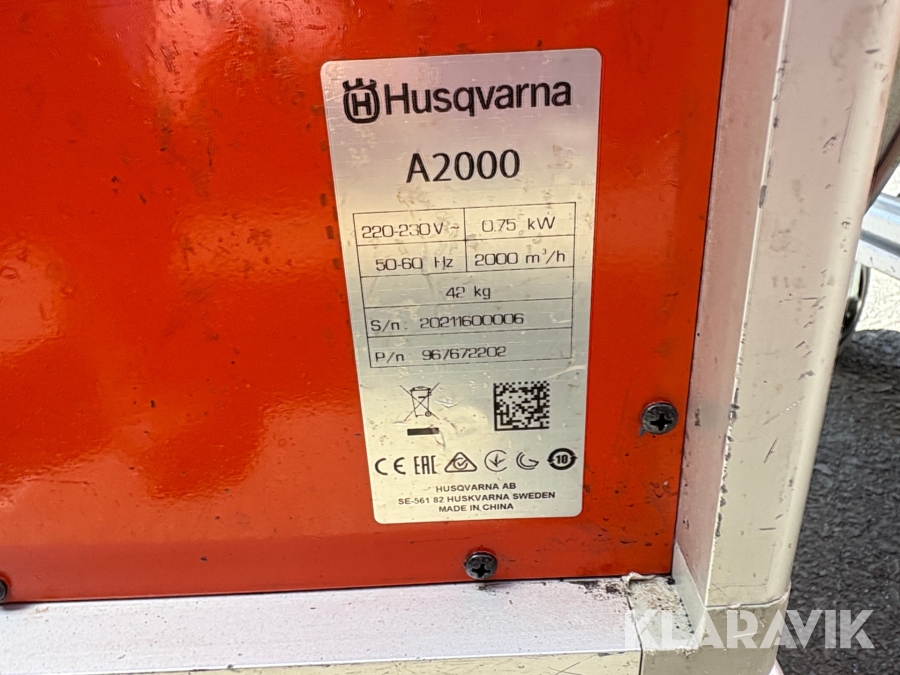 Husqvarna
A2000
220-230V ~ 0.75 kW
50-60 Hz 2000 m³/h
42 kg
S/n. 20211600006
P/n 967672202
CE EAC 10
HUSQVARNA AB
SE-561 82 HUSKVARNA SWEDEN
MADE IN CHINA
KLARAVIK